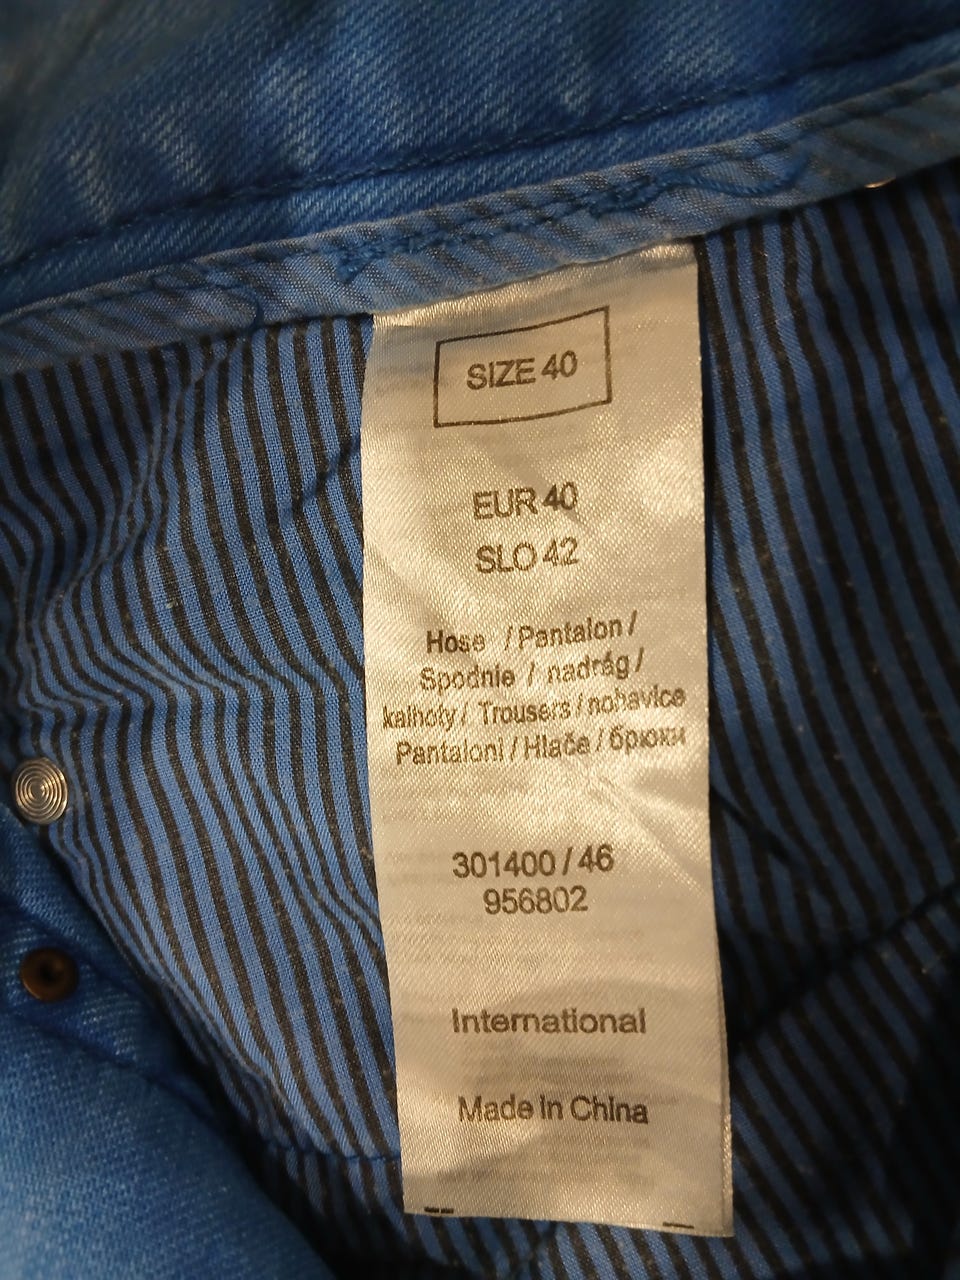 SIZE 40
EUR 40
SLO 42
Hose / Pantalon /
Spodnie / nadrág /
kalhoty / Trousers / nohavice
Pantaloni / Hlače / брюки
301400 / 46
956802
International
Made in China